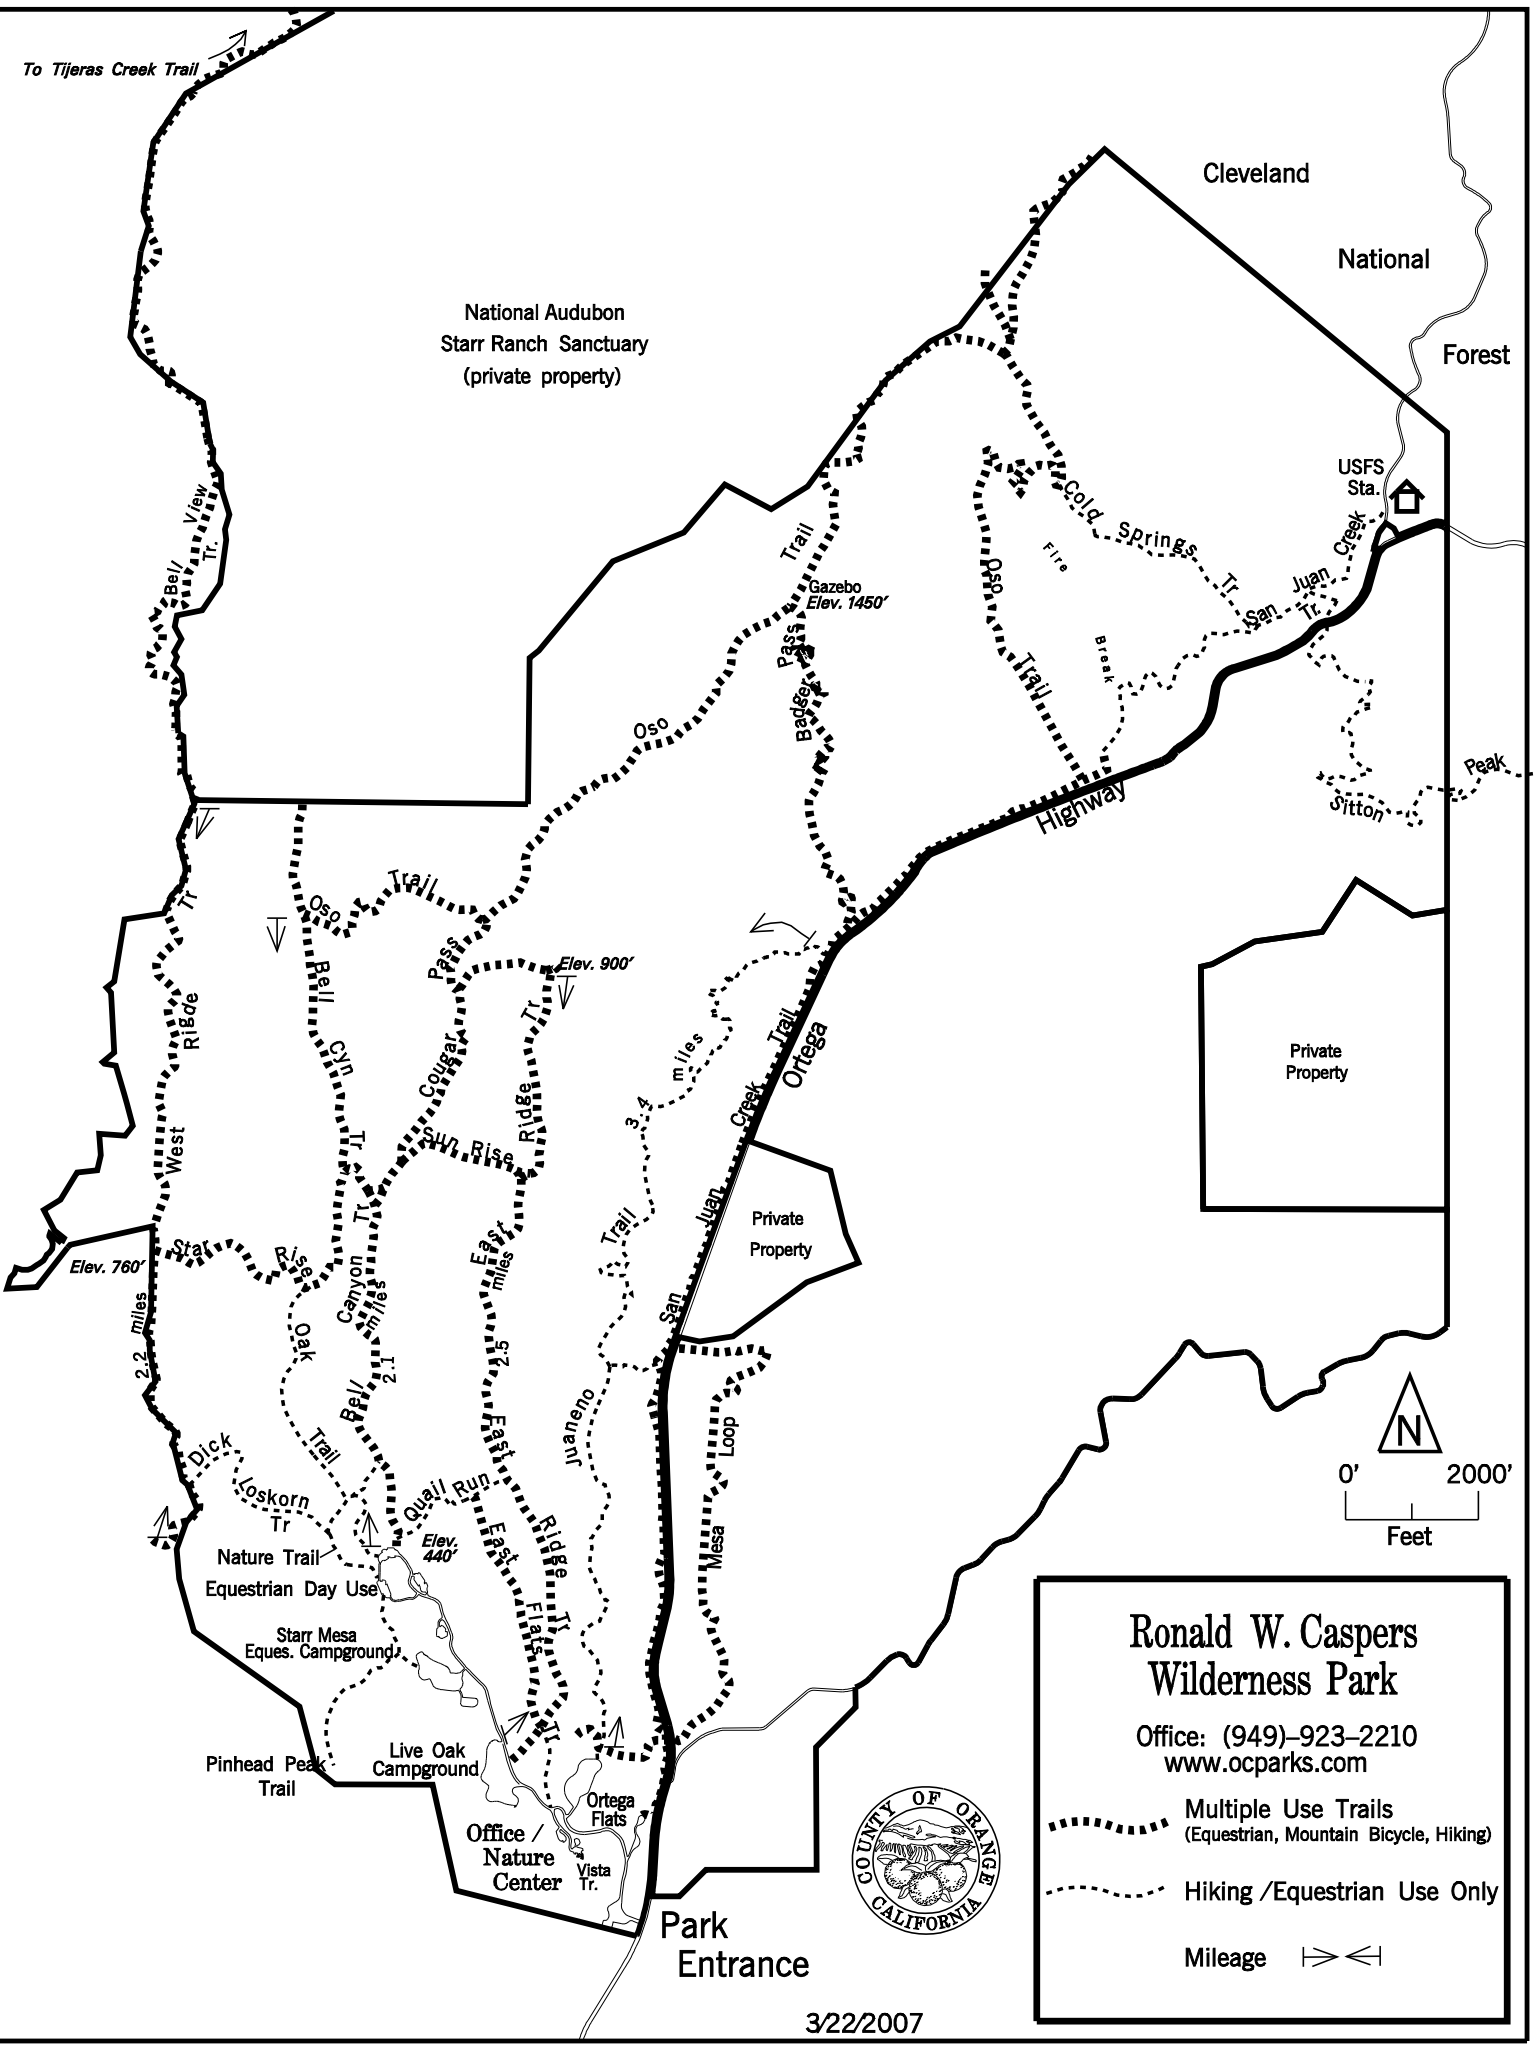 To Tijeras Creek Trail
Cleveland
National
Forest
National Audubon
Starr Ranch Sanctuary
(private property)
USFS
Sta.
Bell View
Tr.
Cold Springs Tr
San Juan Creek
Tr.
Fire
Break
Oso Trail
Gazebo
Elev. 1450'
Oso Pass Trail
Badger Pass
Sitton Peak
Ortega Highway
Oso Trail
Cougar Pass
Elev. 900'
Bell Cyn Tr
West Rigde Tr
East Ridge Tr
Sun Rise
Juaneno Trail 3.4 miles
San Juan Creek Trail
Private
Property
Private
Property
Star Rise
Elev. 760'
2.2 miles
Bell Canyon Tr
2.1 miles
2.5 miles
Oak Trail
Dick
Loskorn
Tr
Quail Run
Elev.
440'
East Ridge Tr
East Flats Tr
Mesa Loop
Nature Trail
Equestrian Day Use
Starr Mesa
Eques. Campground
Pinhead Peak
Trail
Live Oak
Campground
Ortega
Flats
Office /
Nature
Center
Vista
Tr.
Park
Entrance
3/22/2007
N
0' 2000'
Feet
Ronald W. Caspers
Wilderness Park
Office: (949)-923-2210
www.ocparks.com
Multiple Use Trails
(Equestrian, Mountain Bicycle, Hiking)
Hiking /Equestrian Use Only
Mileage
COUNTY OF ORANGE
CALIFORNIA